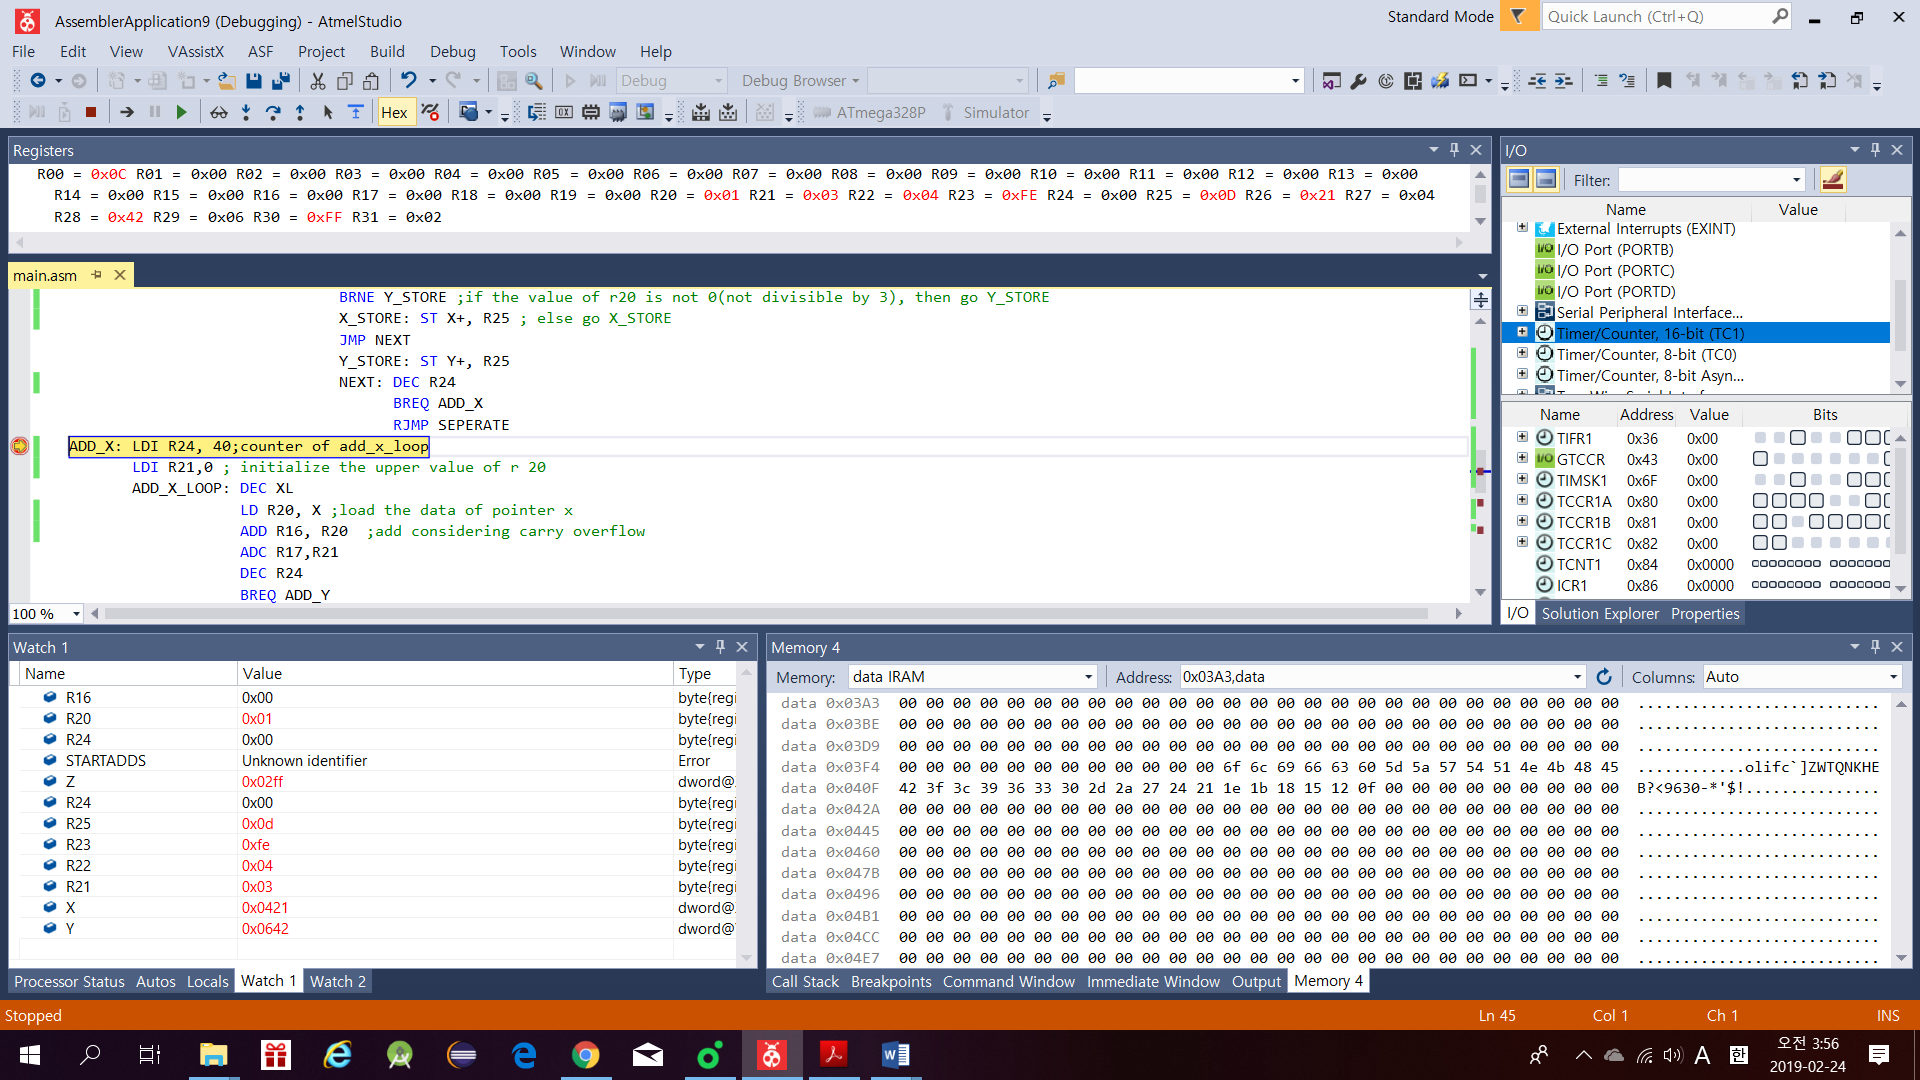 AssemblerApplication9 (Debugging) - AtmelStudio
Standard Mode
Quick Launch (Ctrl+Q)
File Edit View VAssistX ASF Project Build Debug Tools Window Help
Debug
Debug Browser
Hex
ATmega328P
Simulator
Registers
R00 = 0x0C R01 = 0x00 R02 = 0x00 R03 = 0x00 R04 = 0x00 R05 = 0x00 R06 = 0x00 R07 = 0x00 R08 = 0x00 R09 = 0x00 R10 = 0x00 R11 = 0x00 R12 = 0x00 R13 = 0x00
R14 = 0x00 R15 = 0x00 R16 = 0x00 R17 = 0x00 R18 = 0x00 R19 = 0x00 R20 = 0x01 R21 = 0x03 R22 = 0x04 R23 = 0xFE R24 = 0x00 R25 = 0x0D R26 = 0x21 R27 = 0x04
R28 = 0x42 R29 = 0x06 R30 = 0xFF R31 = 0x02
main.asm
BRNE Y_STORE ;if the value of r20 is not 0(not divisible by 3), then go Y_STORE
X_STORE: ST X+, R25 ; else go X_STORE
JMP NEXT
Y_STORE: ST Y+, R25
NEXT: DEC R24
BREQ ADD_X
RJMP SEPERATE
ADD_X: LDI R24, 40;counter of add_x_loop
LDI R21,0 ; initialize the upper value of r 20
ADD_X_LOOP: DEC XL
LD R20, X ;load the data of pointer x
ADD R16, R20 ;add considering carry overflow
ADC R17,R21
DEC R24
BREQ ADD_Y
100 %
I/O
Filter:
Name Value
External Interrupts (EXINT)
I/O Port (PORTB)
I/O Port (PORTC)
I/O Port (PORTD)
Serial Peripheral Interface...
Timer/Counter, 16-bit (TC1)
Timer/Counter, 8-bit (TC0)
Timer/Counter, 8-bit Asyn...
Name Address Value Bits
TIFR1 0x36 0x00
GTCCR 0x43 0x00
TIMSK1 0x6F 0x00
TCCR1A 0x80 0x00
TCCR1B 0x81 0x00
TCCR1C 0x82 0x00
TCNT1 0x84 0x0000
ICR1 0x86 0x0000
I/O Solution Explorer Properties
Watch 1
Name Value Type
R16 0x00 byte{regi
R20 0x01 byte{regi
R24 0x00 byte{regi
STARTADDS Unknown identifier Error
Z 0x02ff dword@
R24 0x00 byte{regi
R25 0x0d byte{regi
R23 0xfe byte{regi
R22 0x04 byte{regi
R21 0x03 byte{regi
X 0x0421 dword@
Y 0x0642 dword@
Processor Status Autos Locals Watch 1 Watch 2
Memory 4
Memory: data IRAM Address: 0x03A3,data Columns: Auto
data 0x03A3 00 00 00 00 00 00 00 00 00 00 00 00 00 00 00 00 00 00 00 00 00 00 00 00 00 00 00 ...........................
data 0x03BE 00 00 00 00 00 00 00 00 00 00 00 00 00 00 00 00 00 00 00 00 00 00 00 00 00 00 00 ...........................
data 0x03D9 00 00 00 00 00 00 00 00 00 00 00 00 00 00 00 00 00 00 00 00 00 00 00 00 00 00 00 ...........................
data 0x03F4 00 00 00 00 00 00 00 00 00 00 00 00 6f 6c 69 66 63 60 5d 5a 57 54 51 4e 4b 48 45 ............olifc`]ZWTQNKHE
data 0x040F 42 3f 3c 39 36 33 30 2d 2a 27 24 21 1e 1b 18 15 12 0f 00 00 00 00 00 00 00 00 00 B?<9630-*'$!...............
data 0x042A 00 00 00 00 00 00 00 00 00 00 00 00 00 00 00 00 00 00 00 00 00 00 00 00 00 00 00 ...........................
data 0x0445 00 00 00 00 00 00 00 00 00 00 00 00 00 00 00 00 00 00 00 00 00 00 00 00 00 00 00 ...........................
data 0x0460 00 00 00 00 00 00 00 00 00 00 00 00 00 00 00 00 00 00 00 00 00 00 00 00 00 00 00 ...........................
data 0x047B 00 00 00 00 00 00 00 00 00 00 00 00 00 00 00 00 00 00 00 00 00 00 00 00 00 00 00 ...........................
data 0x0496 00 00 00 00 00 00 00 00 00 00 00 00 00 00 00 00 00 00 00 00 00 00 00 00 00 00 00 ...........................
data 0x04B1 00 00 00 00 00 00 00 00 00 00 00 00 00 00 00 00 00 00 00 00 00 00 00 00 00 00 00 ...........................
data 0x04CC 00 00 00 00 00 00 00 00 00 00 00 00 00 00 00 00 00 00 00 00 00 00 00 00 00 00 00 ...........................
data 0x04E7 00 00 00 00 00 00 00 00 00 00 00 00 00 00 00 00 00 00 00 00 00 00 00 00 00 00 00 ...........................
Call Stack Breakpoints Command Window Immediate Window Output Memory 4
Stopped
Ln 45 Col 1 Ch 1 INS
A 한
오전 3:56
2019-02-24